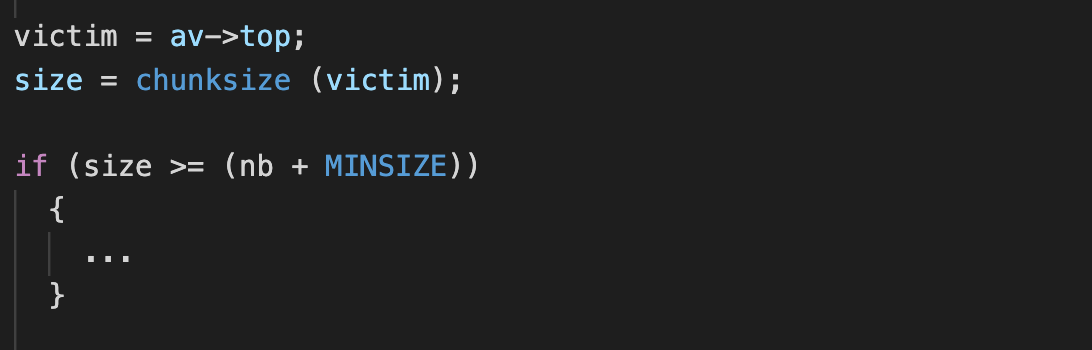 victim = av->top;
size = chunksize (victim);
if (size >= (nb + MINSIZE))
{
...
}